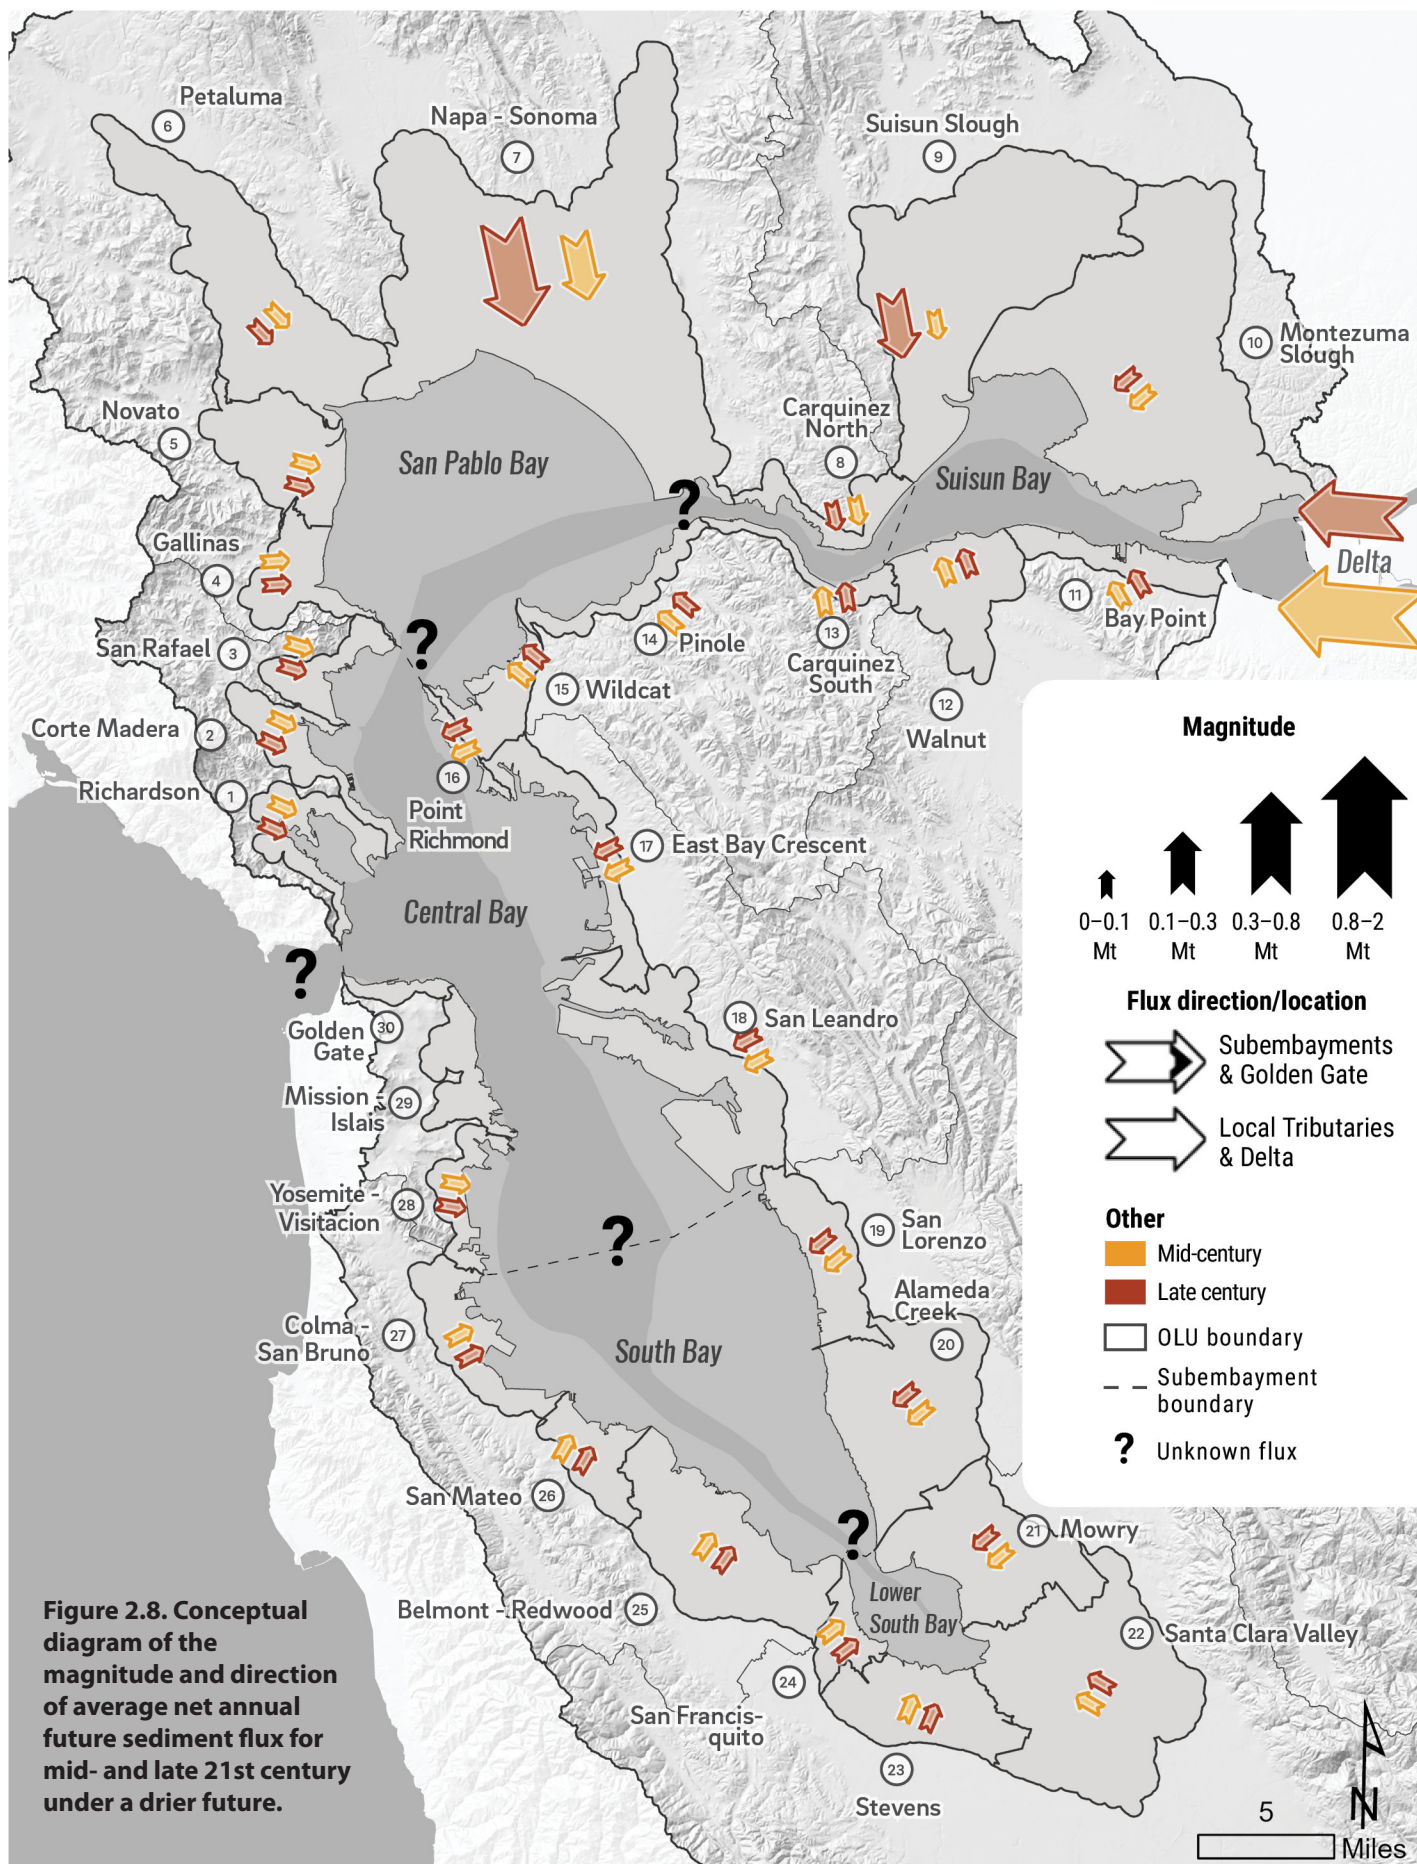 Petaluma
6
Napa - Sonoma
7
Suisun Slough
9
10
Montezuma
Slough
Novato
5
Carquinez
North
8
San Pablo Bay
Suisun Bay
?
Gallinas
4
Delta
11
Bay Point
San Rafael
3
?
14
Pinole
13
Carquinez
South
15
Wildcat
12
Walnut
Corte Madera
2
Richardson
1
16
Point
Richmond
17
East Bay Crescent
Central Bay
?
18
San Leandro
Golden
Gate
30
Mission -
Islais
29
Yosemite -
Visitacion
28
?
19
San
Lorenzo
Alameda
Creek
20
Colma -
San Bruno
27
South Bay
San Mateo
26
?
21
Mowry
Lower
South Bay
Belmont - Redwood
25
22
Santa Clara Valley
24
San Francis-
quito
23
Stevens
Magnitude
0–0.1
Mt
0.1–0.3
Mt
0.3–0.8
Mt
0.8–2
Mt
Flux direction/location
Subembayments
& Golden Gate
Local Tributaries
& Delta
Other
Mid-century
Late century
OLU boundary
Subembayment
boundary
? Unknown flux
Figure 2.8. Conceptual
diagram of the
magnitude and direction
of average net annual
future sediment flux for
mid- and late 21st century
under a drier future.
N
5
Miles